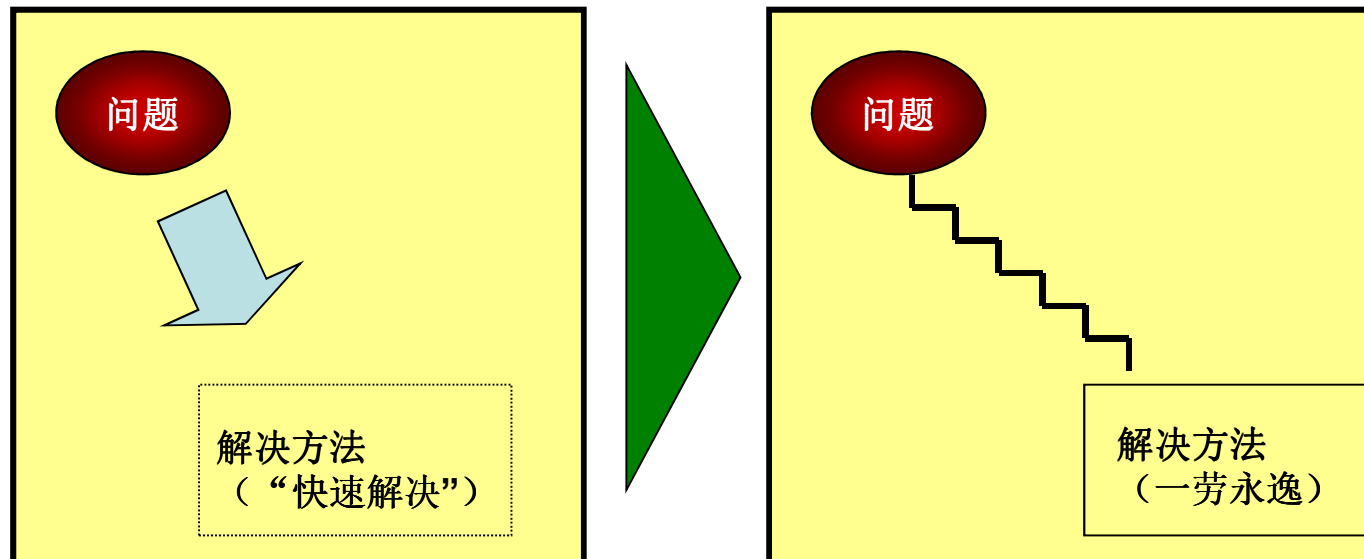 问题
解决方法
（“快速解决”）
问题
解决方法
（一劳永逸）